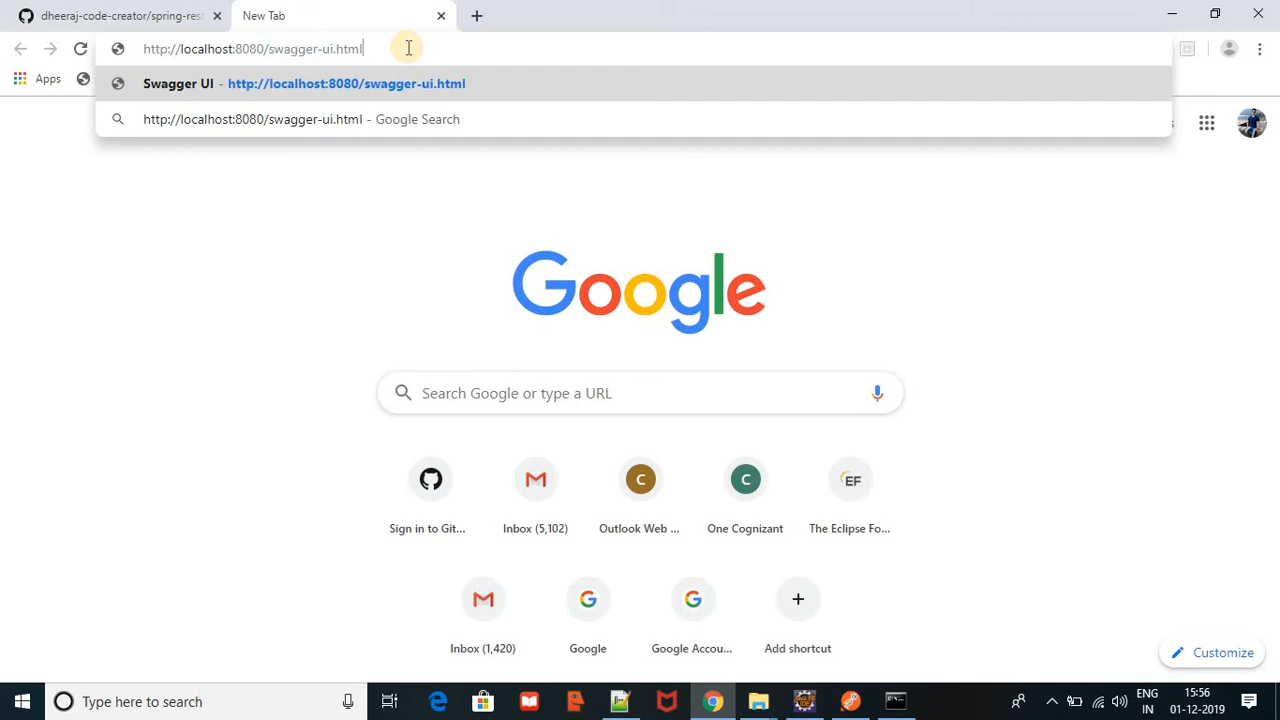 dheeraj-code-creator/spring-rest
New Tab
http://localhost:8080/swagger-ui.html
Apps
Swagger UI - http://localhost:8080/swagger-ui.html
http://localhost:8080/swagger-ui.html - Google Search
Google
Search Google or type a URL
C
C
EF
Sign in to Git...
Inbox (5,102)
Outlook Web ...
One Cognizant
The Eclipse Fo...
Inbox (1,420)
Google
Google Accou...
Add shortcut
Customize
Type here to search
ENG
IN
15:56
01-12-2019